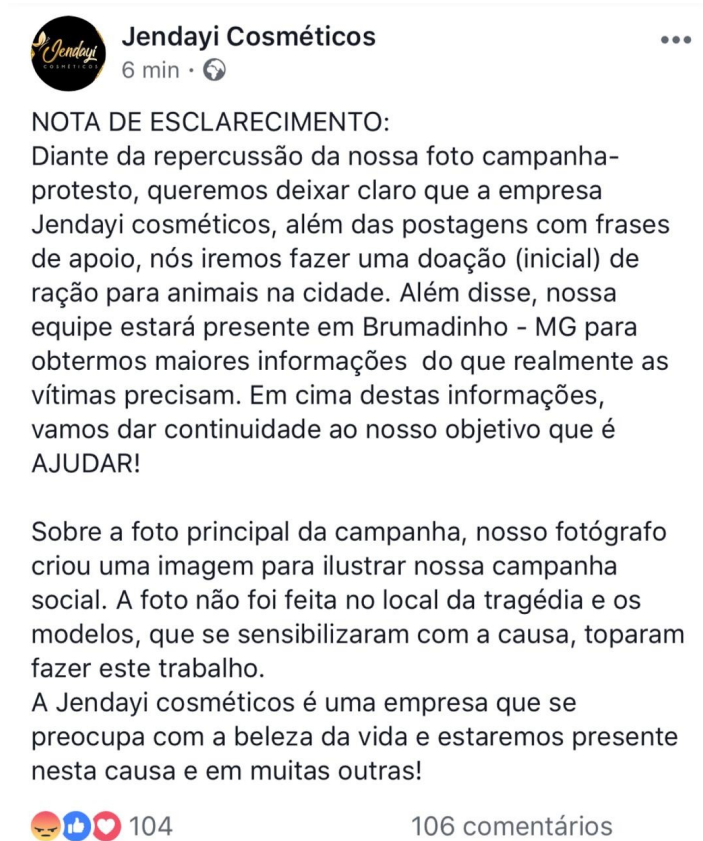 Jendayi
COSMÉTICOS
Jendayi Cosméticos
6 min ·
NOTA DE ESCLARECIMENTO:
Diante da repercussão da nossa foto campanha-
protesto, queremos deixar claro que a empresa
Jendayi cosméticos, além das postagens com frases
de apoio, nós iremos fazer uma doação (inicial) de
ração para animais na cidade. Além disse, nossa
equipe estará presente em Brumadinho - MG para
obtermos maiores informações  do que realmente as
vítimas precisam. Em cima destas informações,
vamos dar continuidade ao nosso objetivo que é
AJUDAR!
Sobre a foto principal da campanha, nosso fotógrafo
criou uma imagem para ilustrar nossa campanha
social. A foto não foi feita no local da tragédia e os
modelos, que se sensibilizaram com a causa, toparam
fazer este trabalho.
A Jendayi cosméticos é uma empresa que se
preocupa com a beleza da vida e estaremos presente
nesta causa e em muitas outras!
104 106 comentários